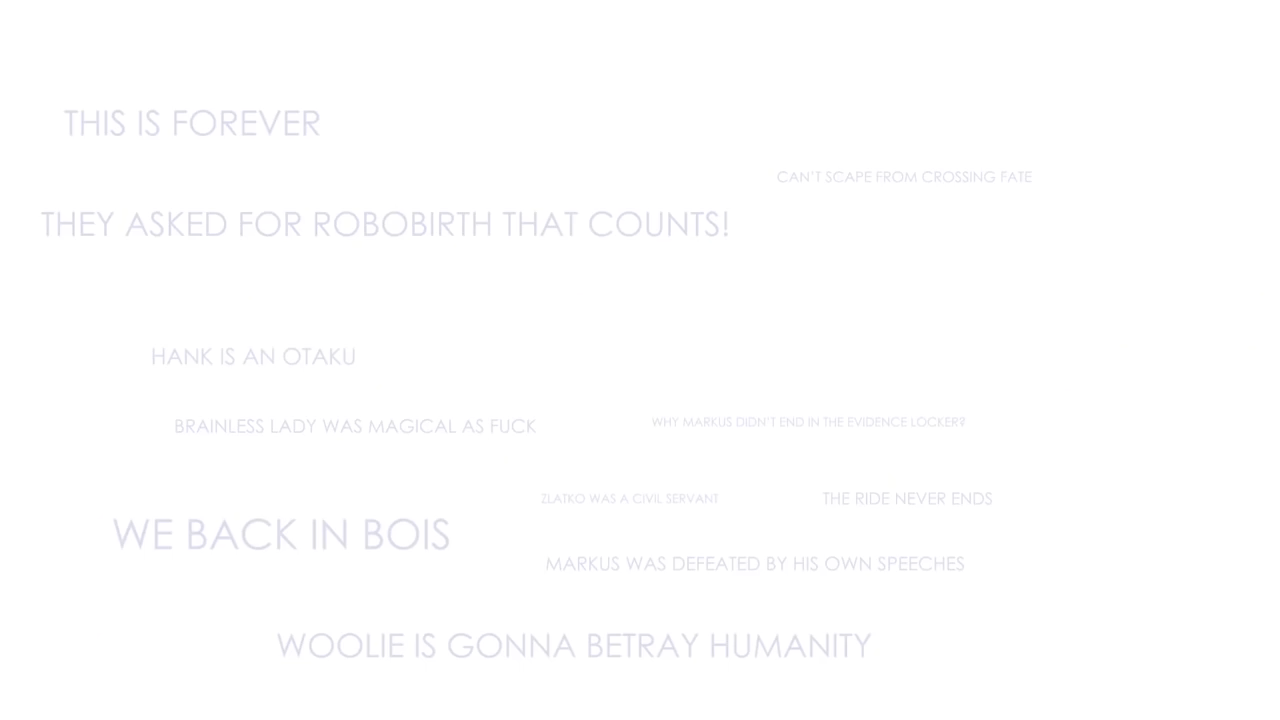 THIS IS FOREVER
CAN'T SCAPE FROM CROSSING FATE
THEY ASKED FOR ROBOBIRTH THAT COUNTS!
HANK IS AN OTAKU
BRAINLESS LADY WAS MAGICAL AS FUCK
WHY MARKUS DIDN'T END IN THE EVIDENCE LOCKER?
ZLATKO WAS A CIVIL SERVANT
THE RIDE NEVER ENDS
WE BACK IN BOIS
MARKUS WAS DEFEATED BY HIS OWN SPEECHES
WOOLIE IS GONNA BETRAY HUMANITY